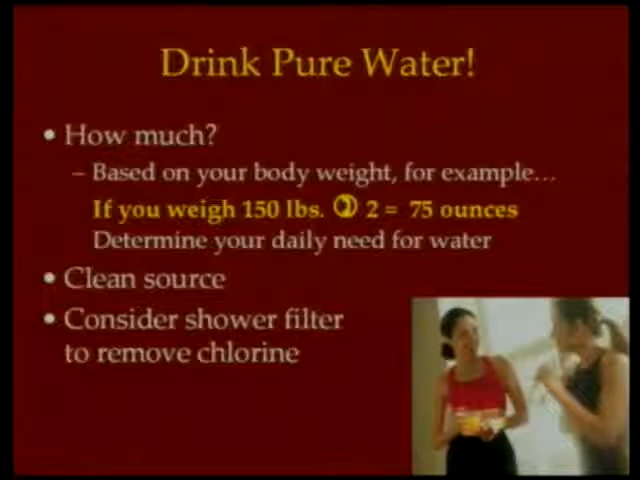 Drink Pure Water!
• How much?
– Based on your body weight, for example…
If you weigh 150 lbs. 2 = 75 ounces
Determine your daily need for water
• Clean source
• Consider shower filter
to remove chlorine